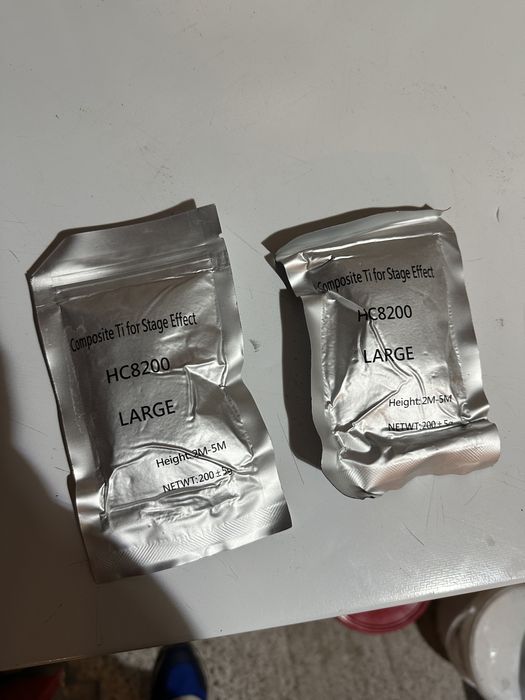 Composite Ti for Stage Effect
HC8200
LARGE
Height:2M-5M
NETWT:200±5g
Composite Ti for Stage Effect
HC8200
LARGE
Height:2M-5M
NETWT:200±5g